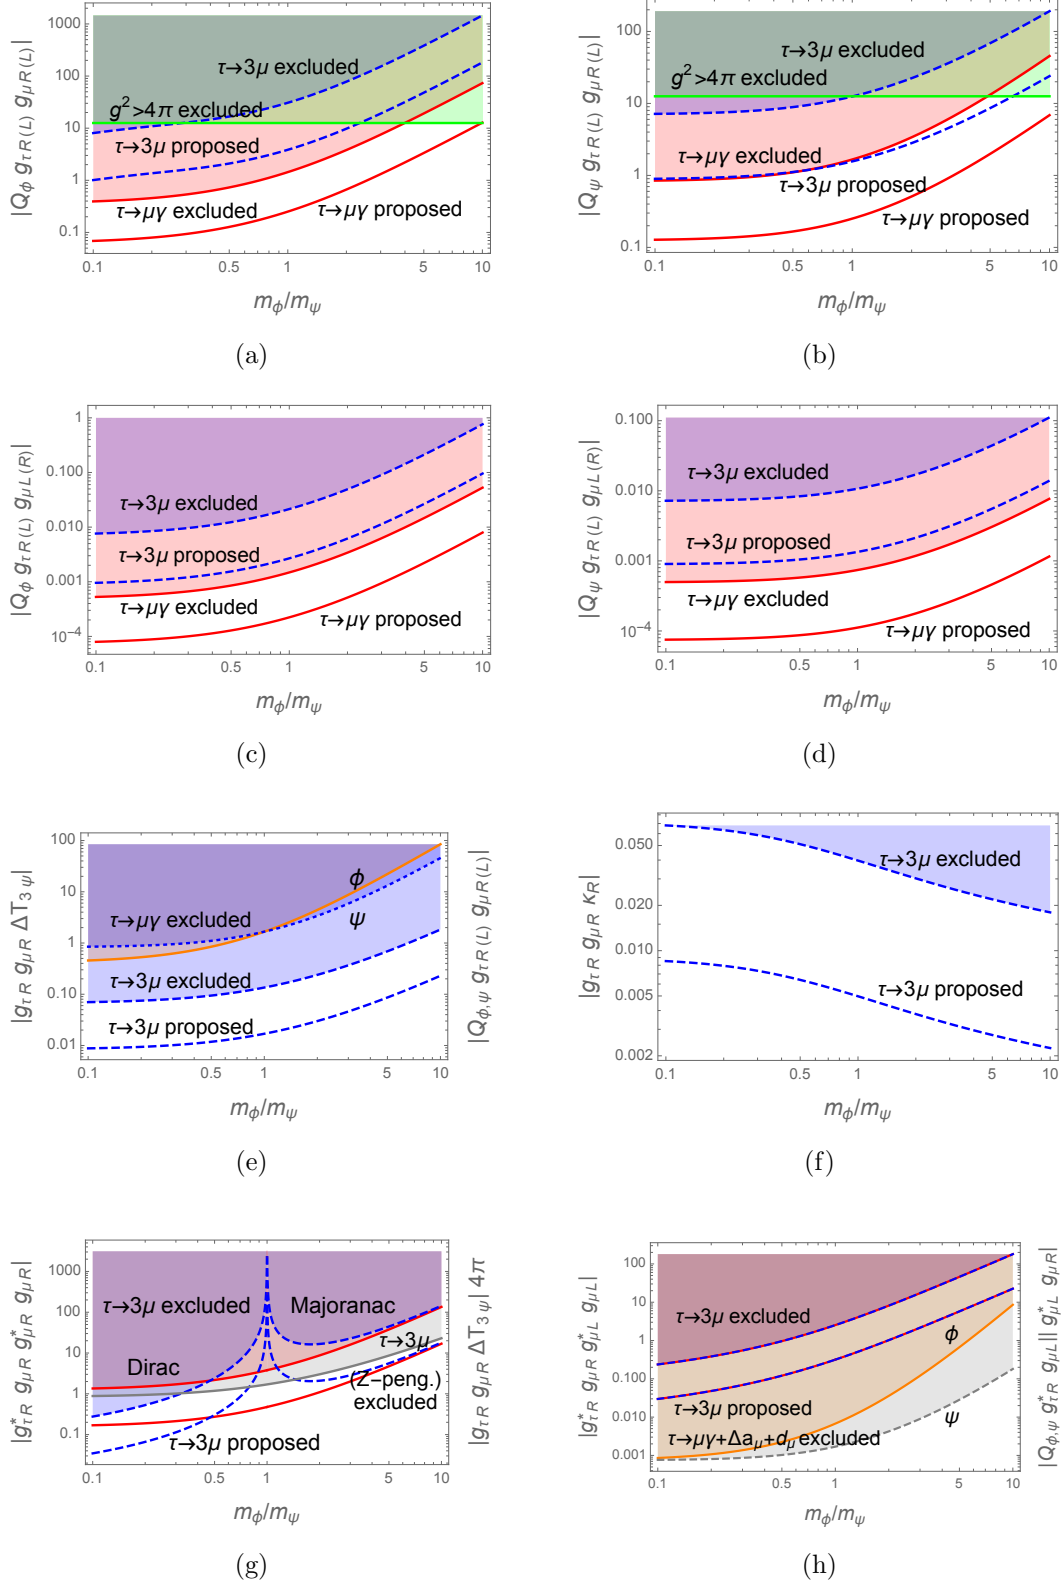 |Q_ϕ g_τR(L) g_μR(L)|
1000
100
10
1
0.1
τ→3μ excluded
g²>4π excluded
τ→3μ proposed
τ→μγ excluded
τ→μγ proposed
0.1 0.5 1 5 10
m_ϕ/m_ψ
(a)
|Q_ψ g_τR(L) g_μR(L)|
100
10
1
0.1
τ→3μ excluded
g²>4π excluded
τ→μγ excluded
τ→3μ proposed
τ→μγ proposed
0.1 0.5 1 5 10
m_ϕ/m_ψ
(b)
|Q_ϕ g_τR(L) g_μL(R)|
1
0.100
0.010
0.001
10⁻⁴
τ→3μ excluded
τ→3μ proposed
τ→μγ excluded
τ→μγ proposed
0.1 0.5 1 5 10
m_ϕ/m_ψ
(c)
|Q_ψ g_τR(L) g_μL(R)|
0.100
0.010
0.001
10⁻⁴
τ→3μ excluded
τ→3μ proposed
τ→μγ excluded
τ→μγ proposed
0.1 0.5 1 5 10
m_ϕ/m_ψ
(d)
|g_τR g_μR ΔT_3ψ|
100
10
1
0.10
0.01
ϕ
ψ
τ→μγ excluded
τ→3μ excluded
τ→3μ proposed
|Q_ϕ,ψ g_τR(L) g_μR(L)|
0.1 0.5 1 5 10
m_ϕ/m_ψ
(e)
|g_τR g_μR κ_R|
0.050
0.020
0.010
0.005
0.002
τ→3μ excluded
τ→3μ proposed
0.1 0.5 1 5 10
m_ϕ/m_ψ
(f)
|g*_τR g_μR g*_μR g_μR|
1000
100
10
1
0.1
τ→3μ excluded
Majoranac
τ→3μ
Dirac
(Z-peng.)
excluded
τ→3μ proposed
|g_τR g_μR ΔT_3ψ| 4π
0.1 0.5 1 5 10
m_ϕ/m_ψ
(g)
|g*_τR g_μR g*_μL g_μL|
100
10
1
0.100
0.010
0.001
τ→3μ excluded
ϕ
τ→3μ proposed
ψ
τ→μγ+Δa_μ+d_μ excluded
|Q_ϕ,ψ g*_τR g_μL||g*_μL g_μR|
0.1 0.5 1 5 10
m_ϕ/m_ψ
(h)